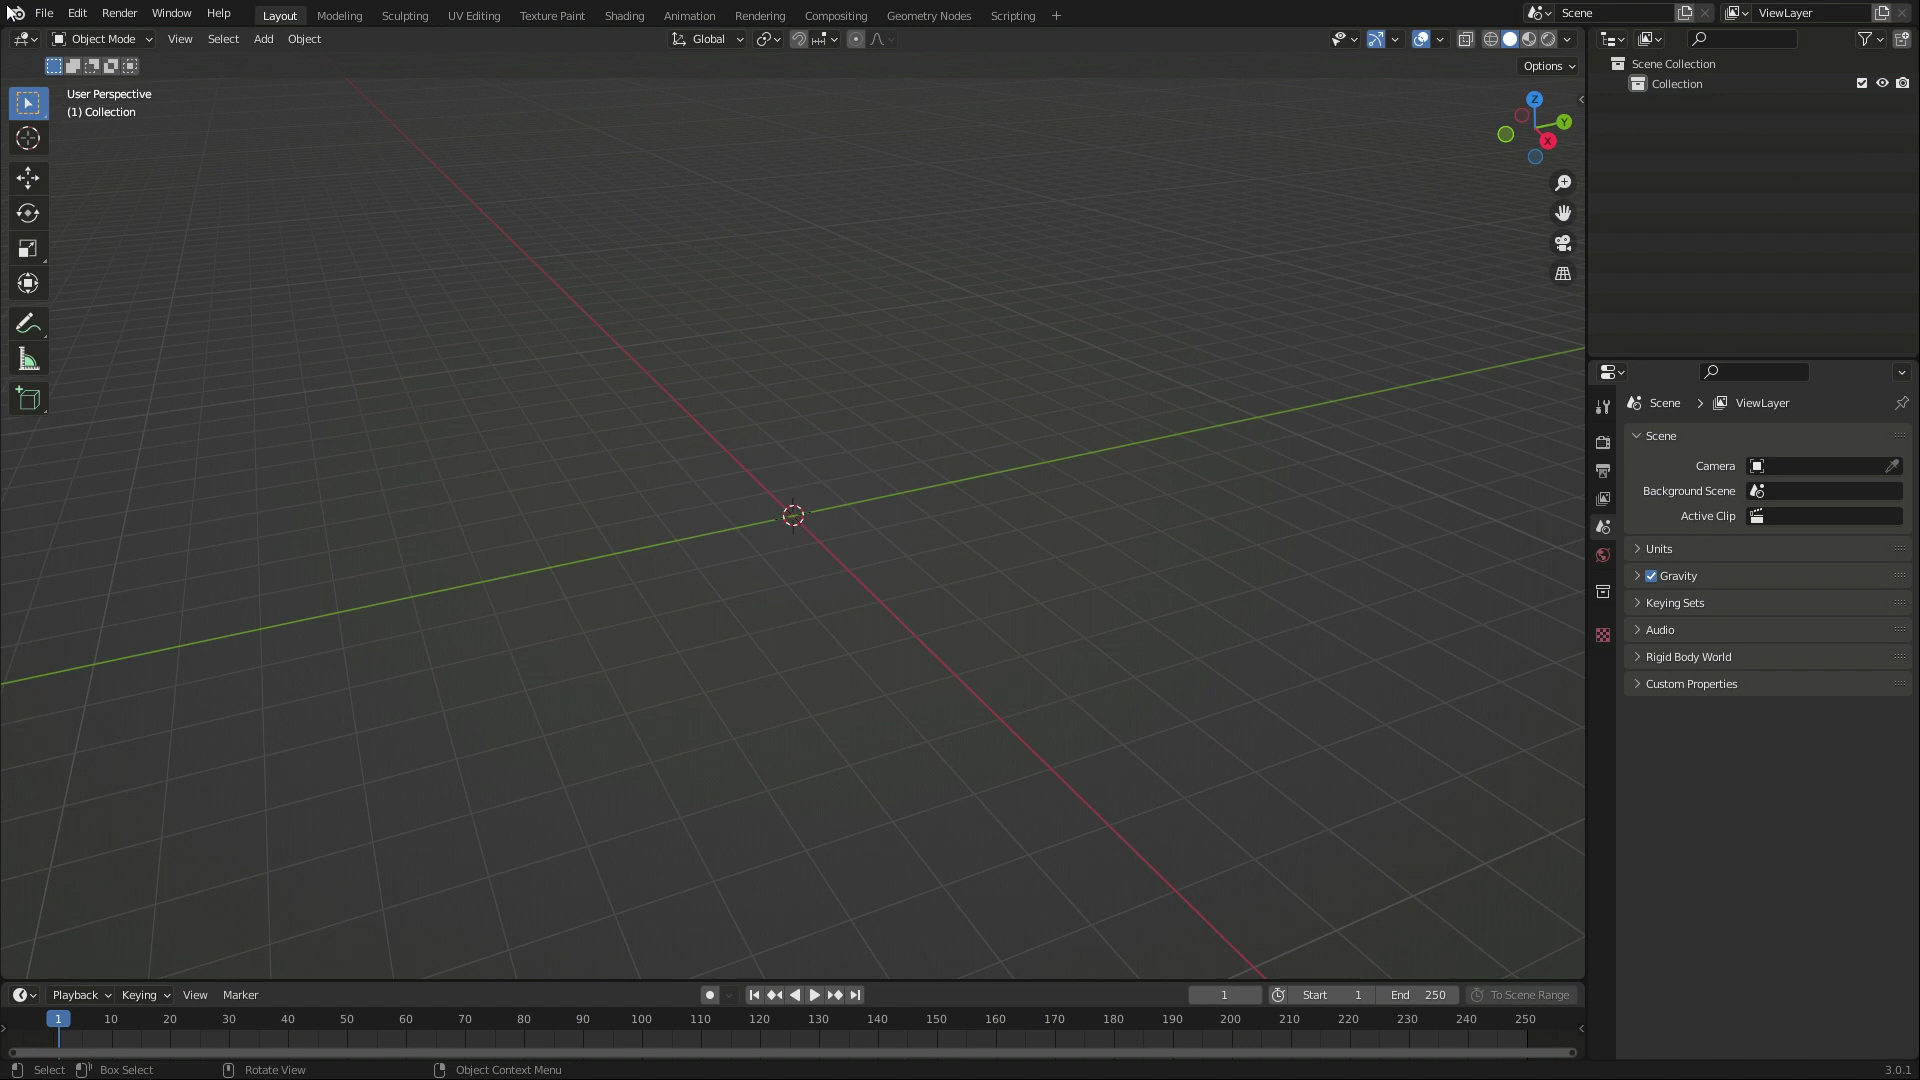 File Edit Render Window Help Layout Modeling Sculpting UV Editing Texture Paint Shading Animation Rendering Compositing Geometry Nodes Scripting + Scene ViewLayer
Object Mode View Select Add Object Global
Options
User Perspective
(1) Collection
Z
Y
X
Scene Collection
Collection
Scene > ViewLayer
Scene
Camera
Background Scene
Active Clip
Units
Gravity
Keying Sets
Audio
Rigid Body World
Custom Properties
Playback Keying View Marker 1 Start 1 End 250 To Scene Range
1 10 20 30 40 50 60 70 80 90 100 110 120 130 140 150 160 170 180 190 200 210 220 230 240 250
Select Box Select Rotate View Object Context Menu 3.0.1